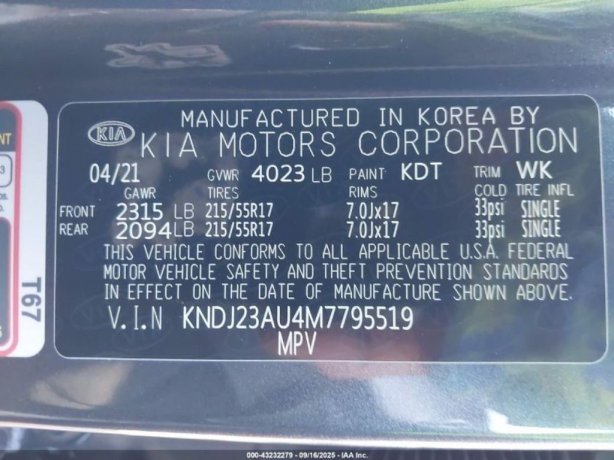 MANUFACTURED IN KOREA BY
KIA KIA MOTORS CORPORATION
04/21 GVWR 4023 LB PAINT KDT TRIM WK
GAWR TIRES RIMS COLD TIRE INFL
FRONT 2315 LB 215/55R17 7.0Jx17 33psi SINGLE
REAR 2094 LB 215/55R17 7.0Jx17 33psi SINGLE
THIS VEHICLE CONFORMS TO ALL APPLICABLE U.S.A. FEDERAL
MOTOR VEHICLE SAFETY AND THEFT PREVENTION STANDARDS
IN EFFECT ON THE DATE OF MANUFACTURE SHOWN ABOVE.
V.I.N KNDJ23AU4M7795519
MPV
T67
000-43232279 - 09/16/2025 - IAA Inc.